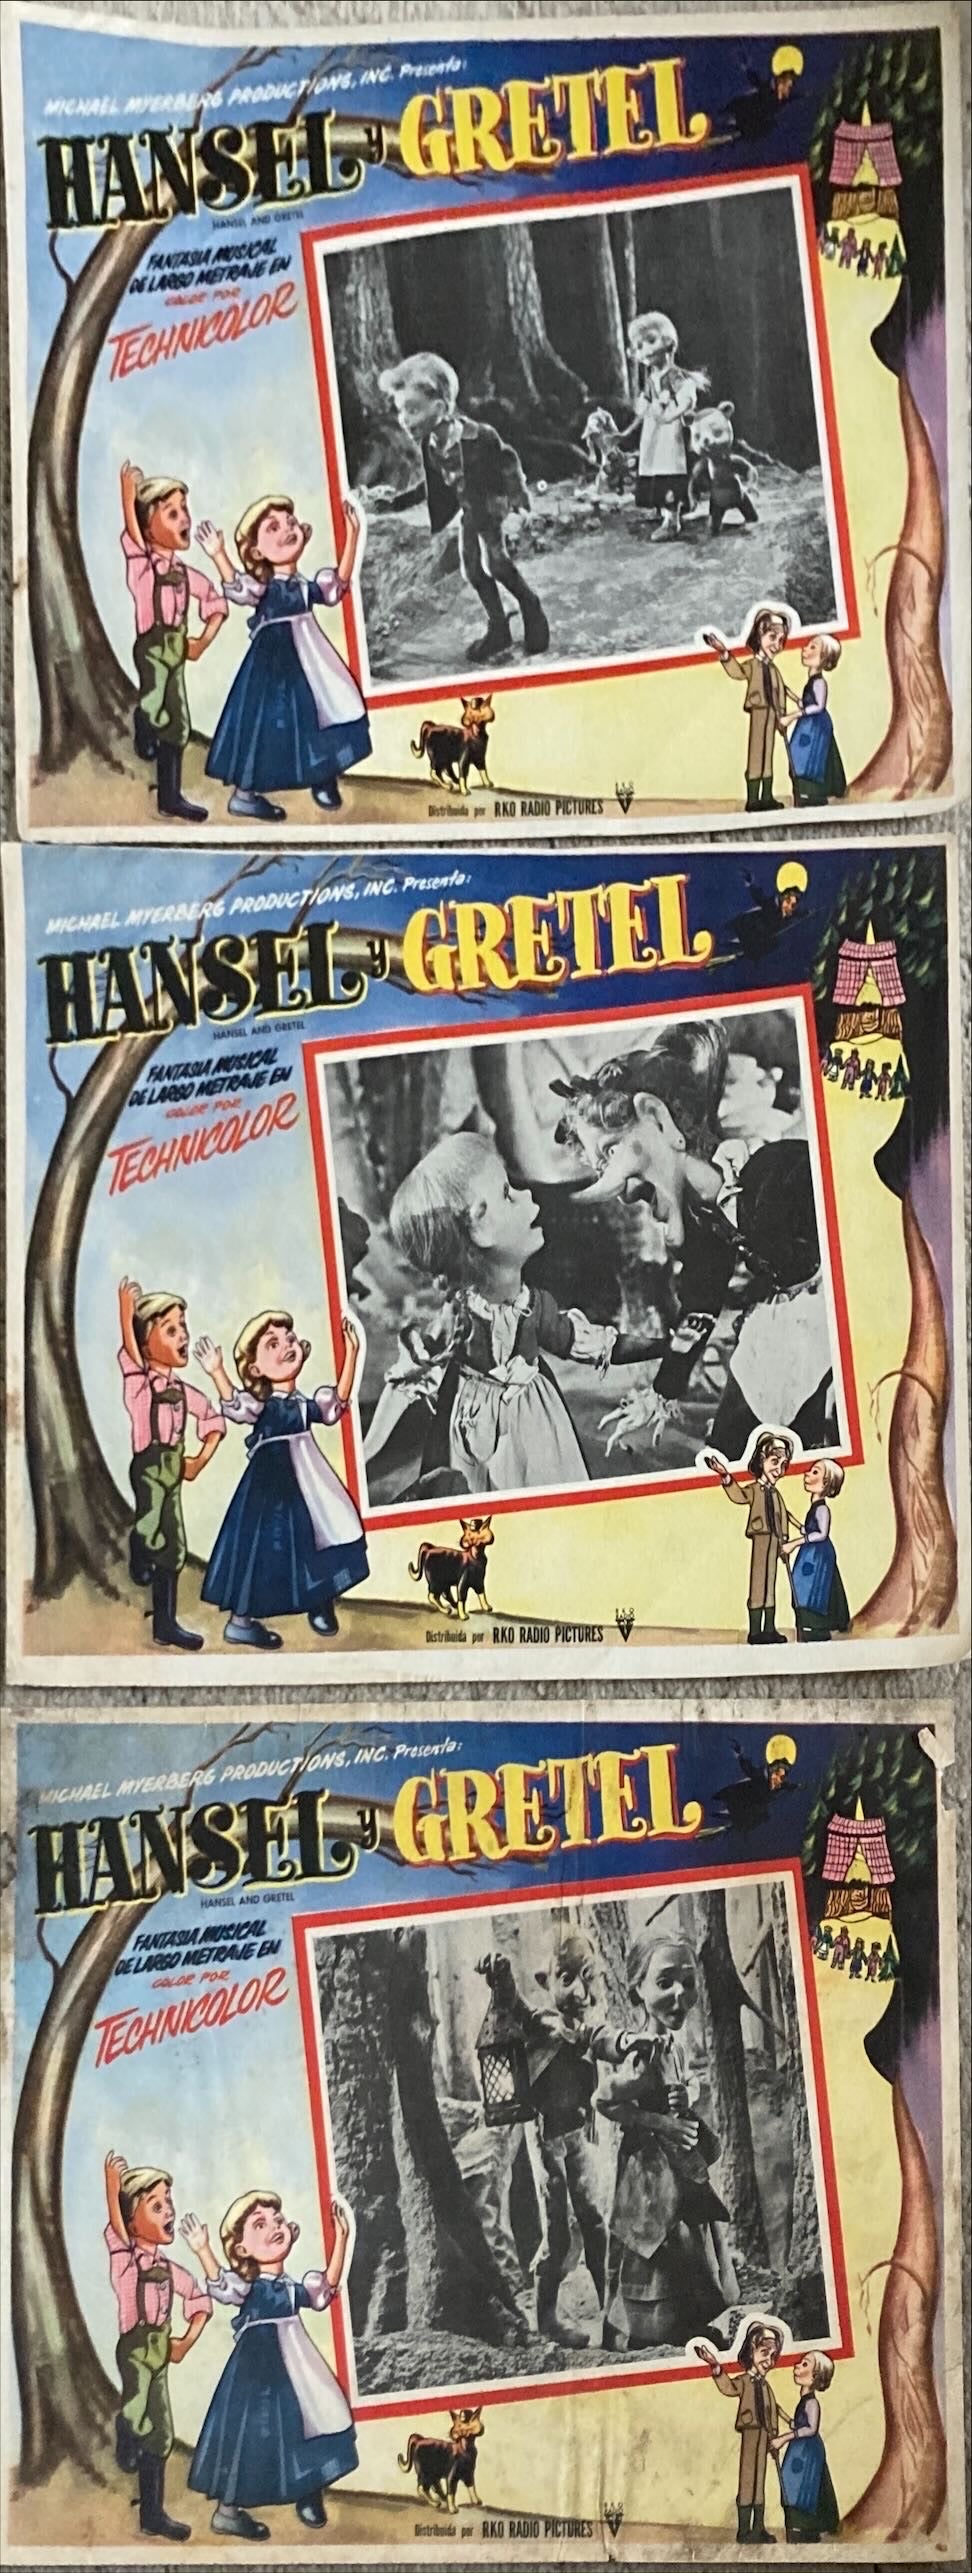 MICHAEL MYERBERG PRODUCTIONS, INC. Presenta:
HANSEL y GRETEL
HANSEL AND GRETEL
FANTASIA MUSICAL
DE LARGO METRAJE EN
COLOR POR
TECHNICOLOR
Distribuida por RKO RADIO PICTURES
MICHAEL MYERBERG PRODUCTIONS, INC. Presenta:
HANSEL y GRETEL
HANSEL AND GRETEL
FANTASIA MUSICAL
DE LARGO METRAJE EN
COLOR POR
TECHNICOLOR
Distribuida por RKO RADIO PICTURES
MICHAEL MYERBERG PRODUCTIONS, INC. Presenta:
HANSEL y GRETEL
HANSEL AND GRETEL
FANTASIA MUSICAL
DE LARGO METRAJE EN
COLOR POR
TECHNICOLOR
Distribuida por RKO RADIO PICTURES